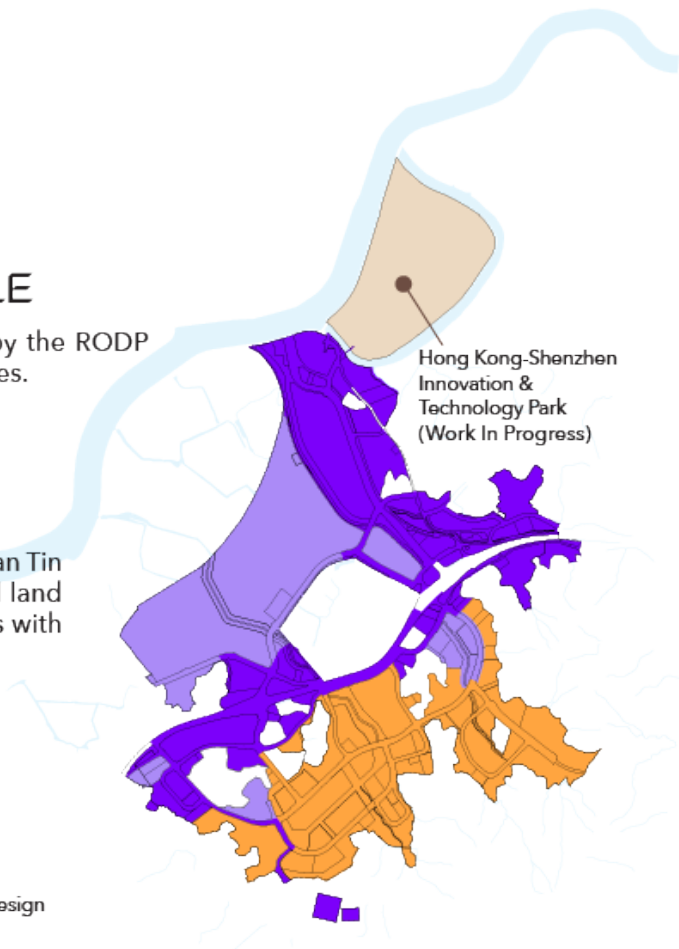 LE
by the RODP
es.
Hong Kong-Shenzhen
Innovation &
Technology Park
(Work In Progress)
an Tin
l land
s with
esign